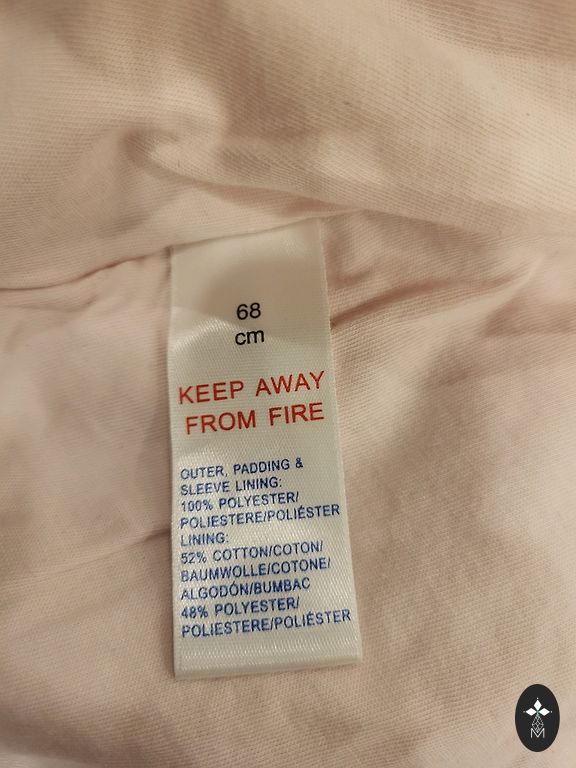 68
cm
KEEP AWAY
FROM FIRE
OUTER, PADDING &
SLEEVE LINING:
100% POLYESTER/
POLIESTERE/POLIÉSTER
LINING:
52% COTTON/COTON/
BAUMWOLLE/COTONE/
ALGODÓN/BUMBAC
48% POLYESTER/
POLIESTERE/POLIÉSTER
M